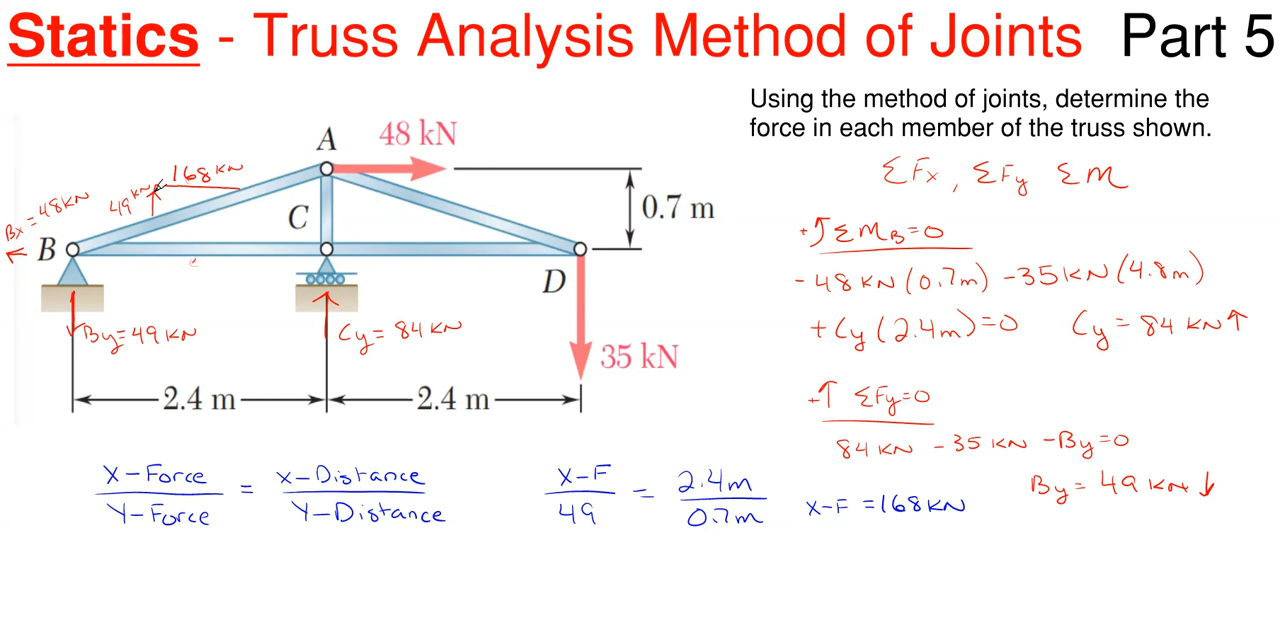 Statics - Truss Analysis Method of Joints Part 5
Using the method of joints, determine the
force in each member of the truss shown.
ΣFx, ΣFy ΣM
A
48 kN
168 KN
49 KN
Bx = 48KN
C
0.7 m
B
D
By = 49 KN
Cy = 84 KN
35 kN
2.4 m
2.4 m
+↑ΣMB=0
-48KN(0.7m) -35KN(4.8m)
+Cy(2.4m)=0 Cy = 84 KN↑
+↑ ΣFy=0
84 KN -35 KN -By=0
By = 49 KN ↓
X-Force = X-Distance
Y-Force Y-Distance
X-F = 2.4m
49 0.7m
X-F = 168KN